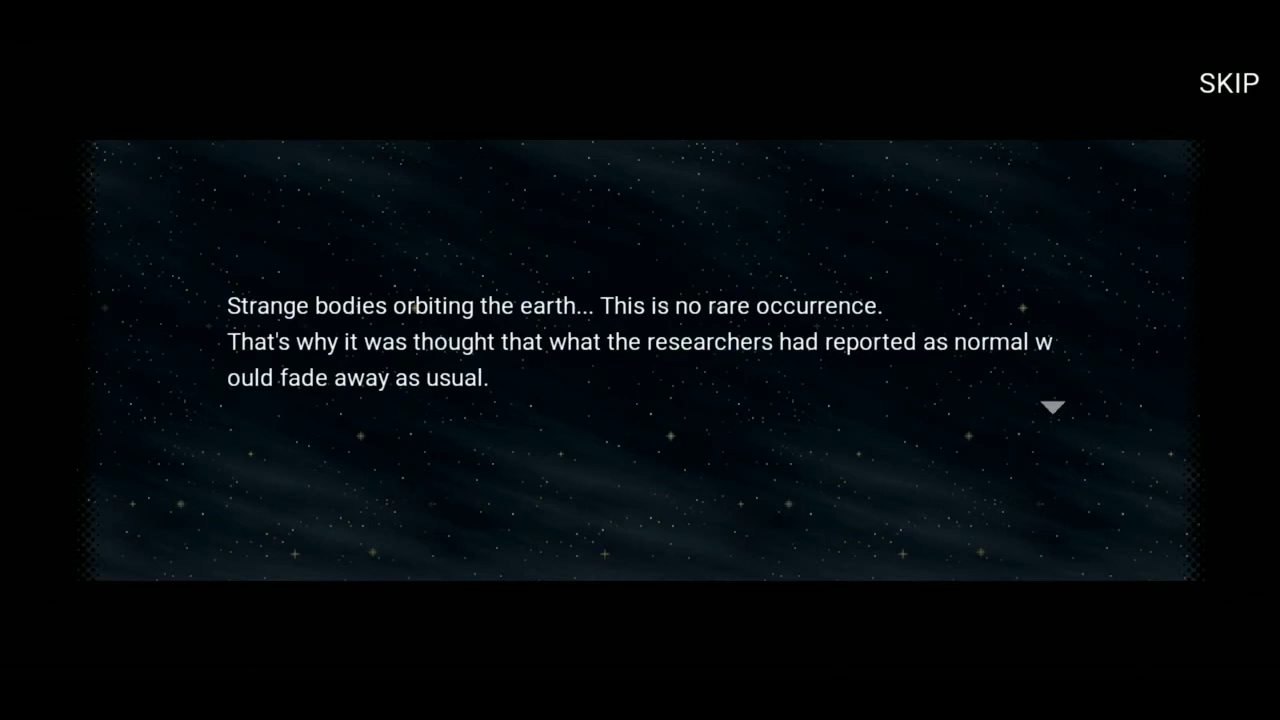 SKIP
Strange bodies orbiting the earth... This is no rare occurrence.
That's why it was thought that what the researchers had reported as normal w
ould fade away as usual.